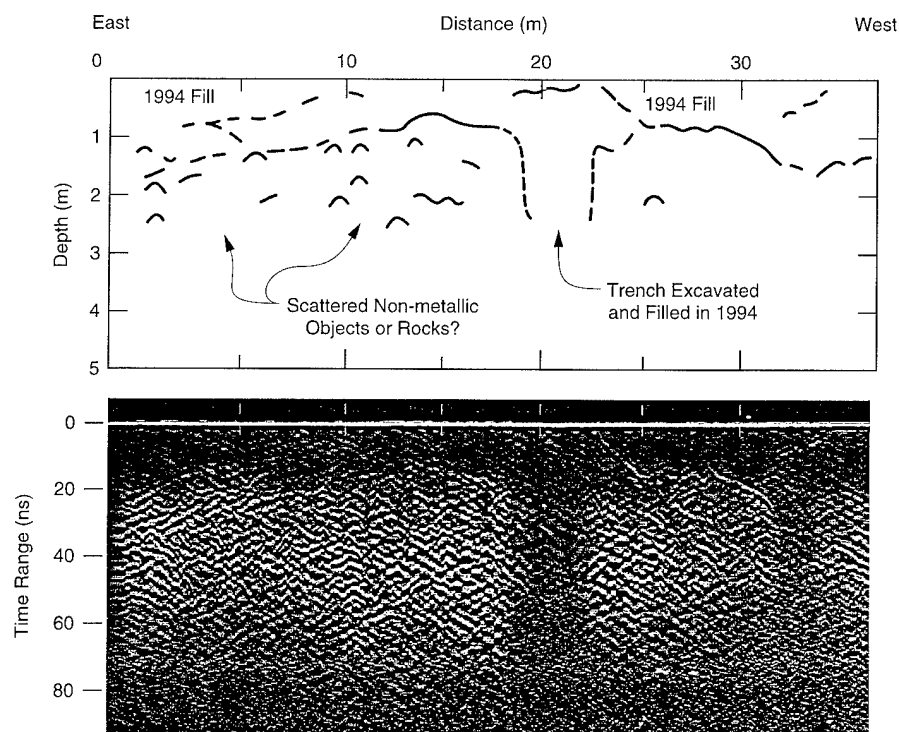 East
Distance (m)
West
0
10
20
30
1994 Fill
1994 Fill
1
2
3
4
5
Depth (m)
Scattered Non-metallic
Objects or Rocks?
Trench Excavated
and Filled in 1994
0
20
40
60
80
Time Range (ns)